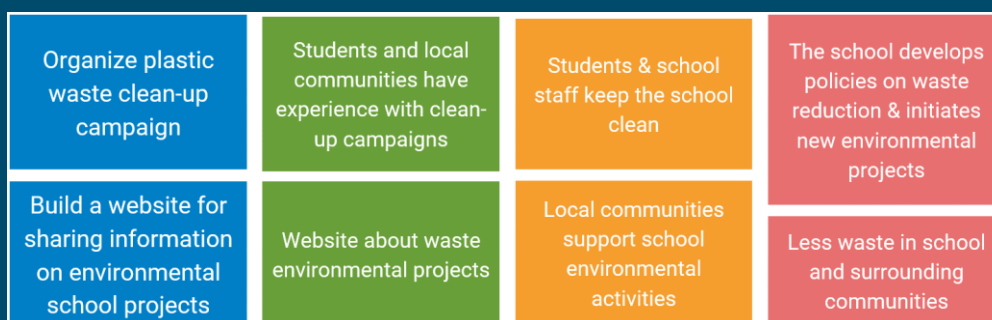 Organize plastic
waste clean-up
campaign
Students and local
communities have
experience with clean-
up campaigns
Students & school
staff keep the school
clean
The school develops
policies on waste
reduction & initiates
new environmental
projects
Build a website for
sharing information
on environmental
school projects
Website about waste
environmental projects
Local communities
support school
environmental
activities
Less waste in school
and surrounding
communities